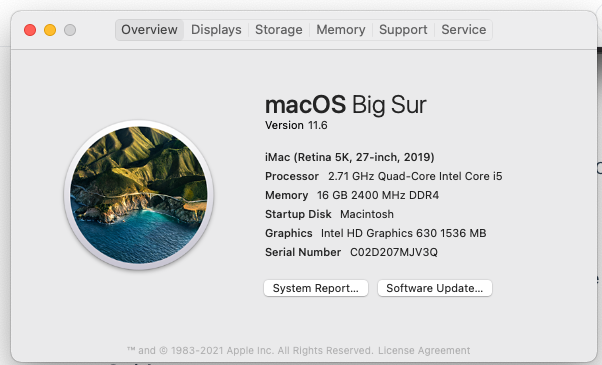 Overview Displays Storage Memory Support Service
macOS Big Sur
Version 11.6
iMac (Retina 5K, 27-inch, 2019)
Processor 2.71 GHz Quad-Core Intel Core i5
Memory 16 GB 2400 MHz DDR4
Startup Disk Macintosh
Graphics Intel HD Graphics 630 1536 MB
Serial Number C02D207MJV3Q
System Report... Software Update...
™ and © 1983-2021 Apple Inc. All Rights Reserved. License Agreement